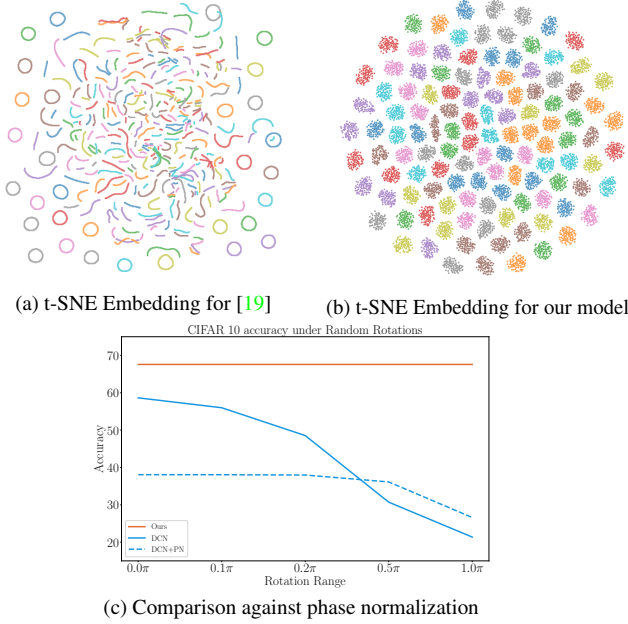 (a) t-SNE Embedding for [19]
(b) t-SNE Embedding for our model
CIFAR 10 accuracy under Random Rotations
70
60
50
40
30
20
Accuracy
Ours
DCN
DCN+PN
0.0π
0.1π
0.2π
0.5π
1.0π
Rotation Range
(c) Comparison against phase normalization